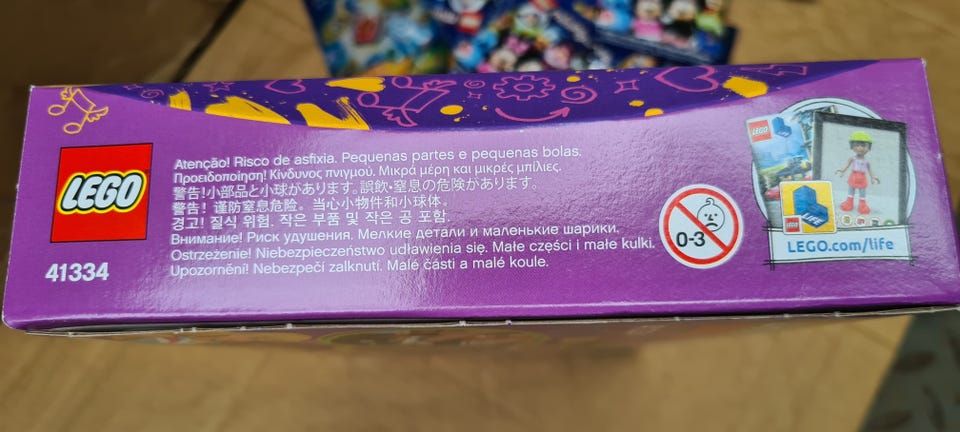 LEGO
41334
Atenção! Risco de asfixia. Pequenas partes e pequenas bolas.
Προειδοποίηση! Κίνδυνος πνιγμού. Μικρά μέρη και μικρές μπίλιες.
警告!小部品と小球があります。誤飲・窒息の危険があります。
警告! 谨防窒息危险。当心小物件和小球体。
경고! 질식 위험. 작은 부품 및 작은 공 포함.
Внимание! Риск удушения. Мелкие детали и маленькие шарики.
Ostrzeżenie! Niebezpieczeństwo udławienia się. Małe części i małe kulki.
Upozornění! Nebezpečí zalknutí. Malé části a malé koule.
0-3
LEGO
LEGO
LIFE
LEGO.com/life